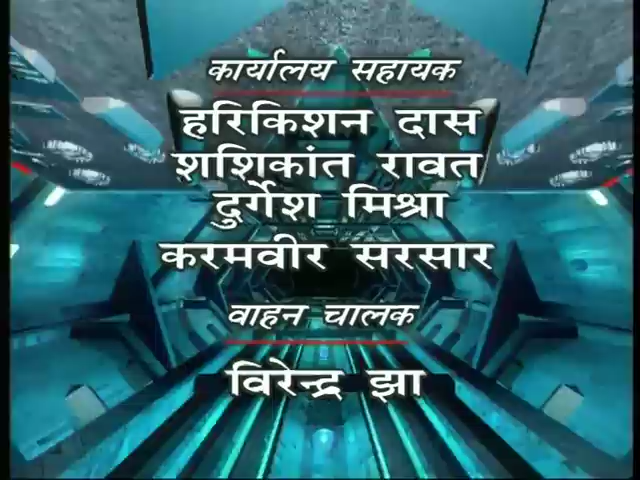 कार्यालय सहायक
हरिकिशन दास
शशिकांत रावत
दुर्गेश मिश्रा
करमवीर सरसार
वाहन चालक
विरेन्द्र झा